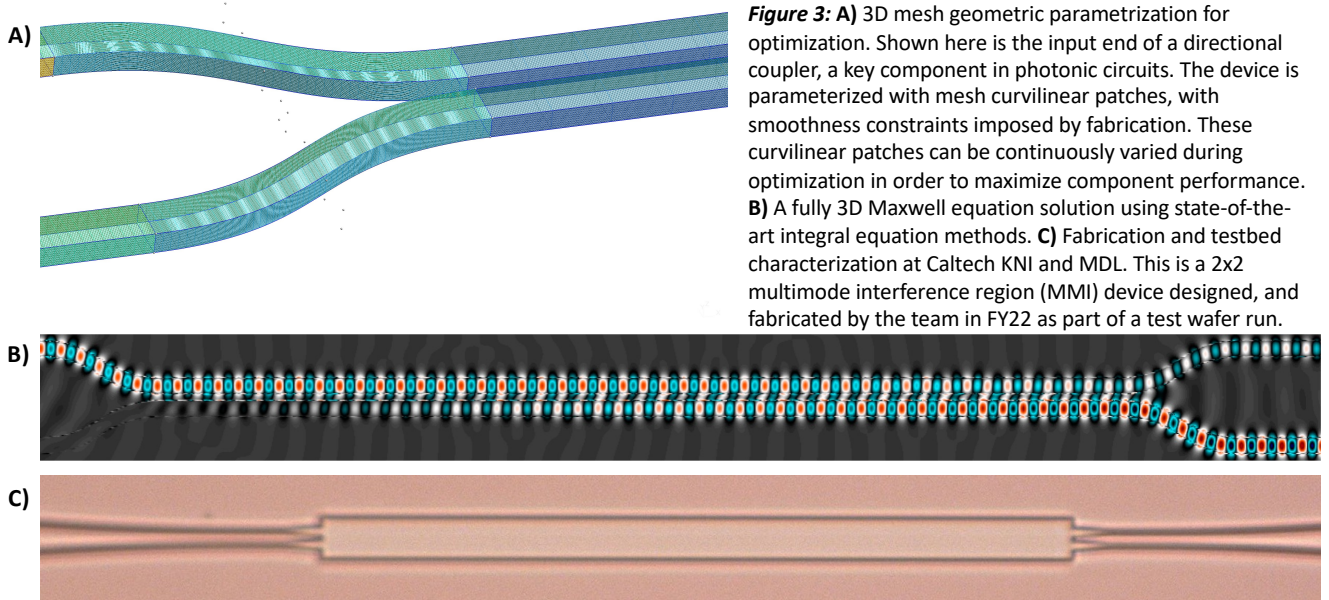 A)
Figure 3: A) 3D mesh geometric parametrization for
optimization. Shown here is the input end of a directional
coupler, a key component in photonic circuits. The device is
parameterized with mesh curvilinear patches, with
smoothness constraints imposed by fabrication. These
curvilinear patches can be continuously varied during
optimization in order to maximize component performance.
B) A fully 3D Maxwell equation solution using state-of-the-
art integral equation methods. C) Fabrication and testbed
characterization at Caltech KNI and MDL. This is a 2x2
multimode interference region (MMI) device designed, and
fabricated by the team in FY22 as part of a test wafer run.
B)
C)